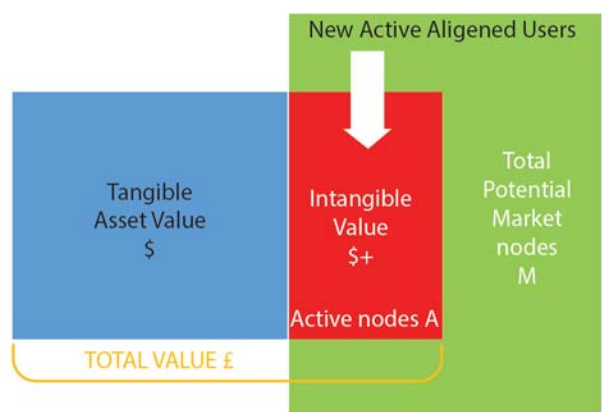 New Active Aligened Users
Tangible
Asset Value
$
Intangible
Value
$+
Active nodes A
Total
Potential
Market
nodes
M
TOTAL VALUE £